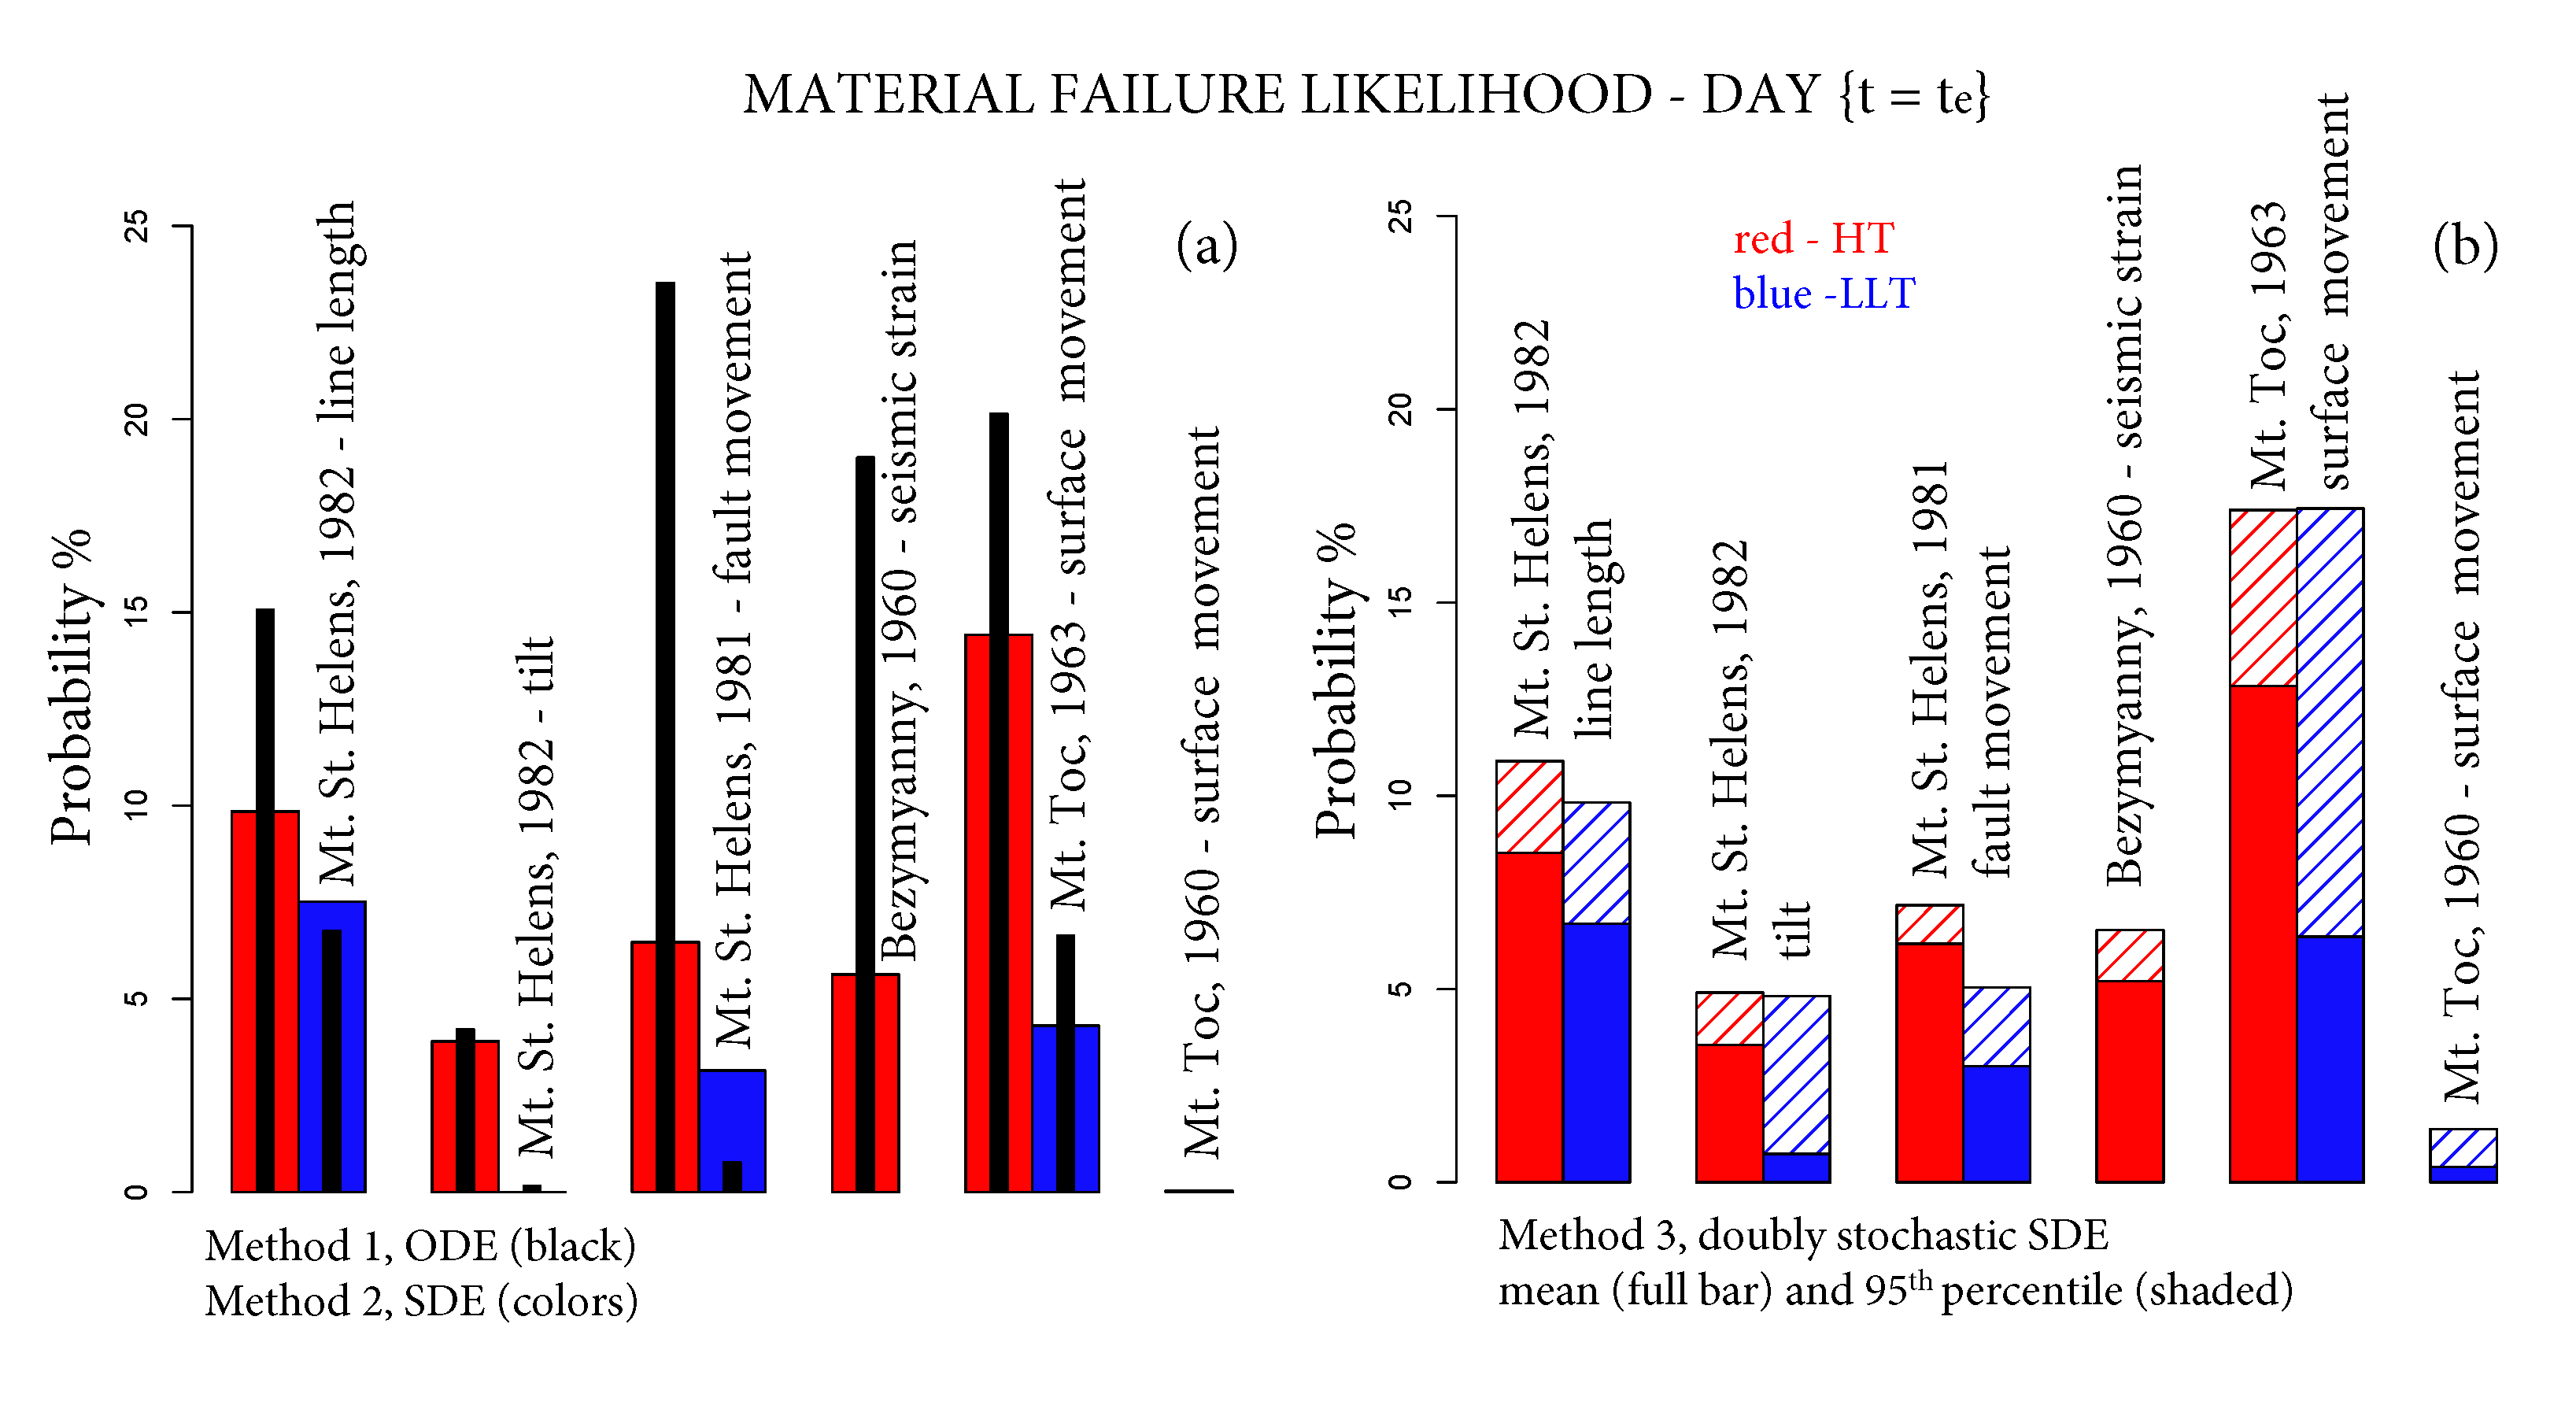 MATERIAL FAILURE LIKELIHOOD - DAY {t = te}
(a)
Probability %
0
5
10
15
20
25
Mt. St. Helens, 1982 - line length
Mt. St. Helens, 1982 - tilt
Mt. St. Helens, 1981 - fault movement
Bezymyanny, 1960 - seismic strain
Mt. Toc, 1963 - surface movement
Mt. Toc, 1960 - surface movement
Method 1, ODE (black)
Method 2, SDE (colors)
(b)
red - HT
blue -LLT
Probability %
0
5
10
15
20
25
Mt. St. Helens, 1982
line length
Mt. St. Helens, 1982
tilt
Mt. St. Helens, 1981
fault movement
Bezymyanny, 1960 - seismic strain
Mt. Toc, 1963
surface movement
Mt. Toc, 1960 - surface movement
Method 3, doubly stochastic SDE
mean (full bar) and 95th percentile (shaded)